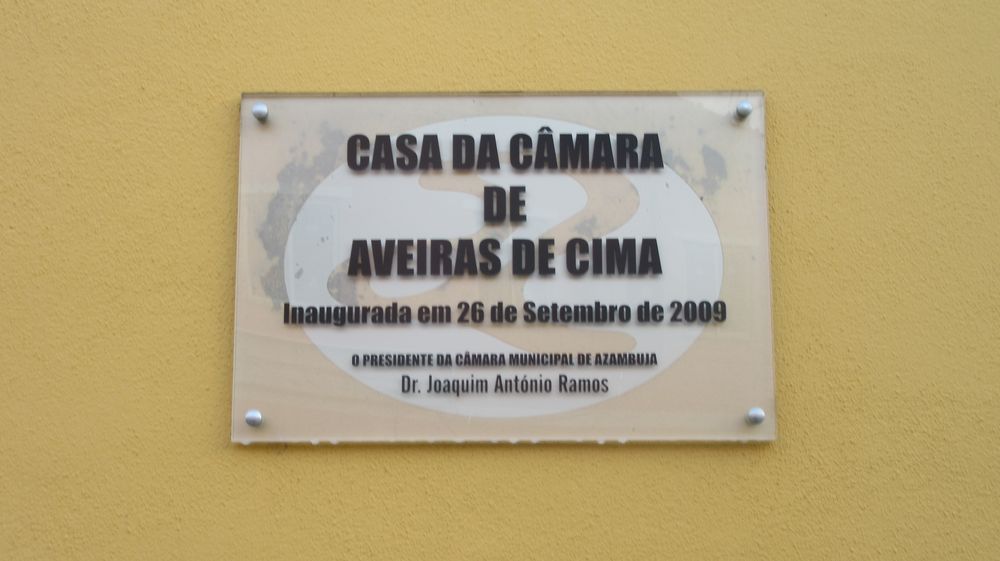 CASA DA CÂMARA
DE
AVEIRAS DE CIMA
Inaugurada em 26 de Setembro de 2009
O PRESIDENTE DA CÂMARA MUNICIPAL DE AZAMBUJA
Dr. Joaquim António Ramos